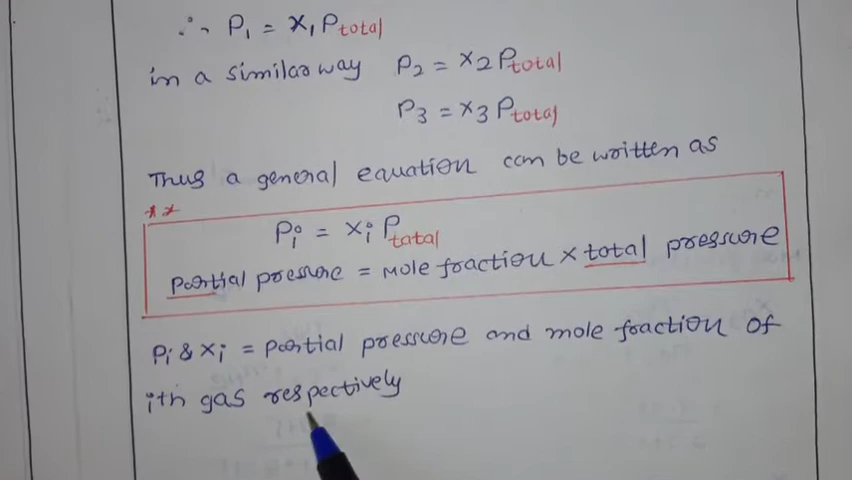 ∴ P₁ = x₁ Ptotal
in a similar way P₂ = x₂ Ptotal
P₃ = x₃ Ptotal
Thus a general equation can be written as
**
Pᵢ = xᵢ Ptotal
Partial pressure = Mole fraction × total pressure
Pᵢ & xᵢ = partial pressure and mole fraction of
ith gas respectively